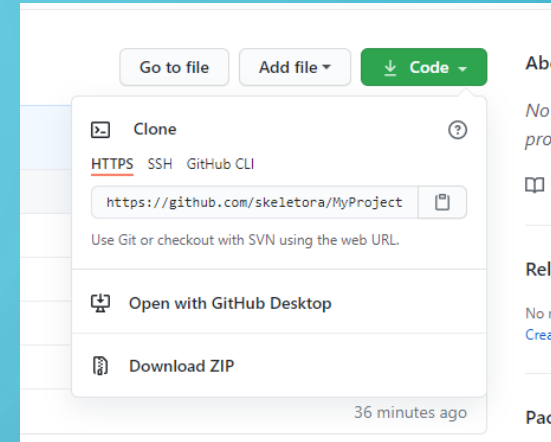 Go to file Add file Code
Clone
HTTPS SSH GitHub CLI
https://github.com/skeletora/MyProject
Use Git or checkout with SVN using the web URL.
Open with GitHub Desktop
Download ZIP
36 minutes ago
No